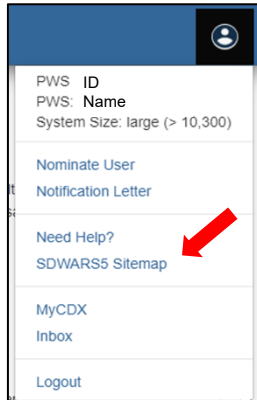 PWS ID
PWS: Name
System Size: large (> 10,300)
Nominate User
Notification Letter
Need Help?
SDWARS5 Sitemap
MyCDX
Inbox
Logout